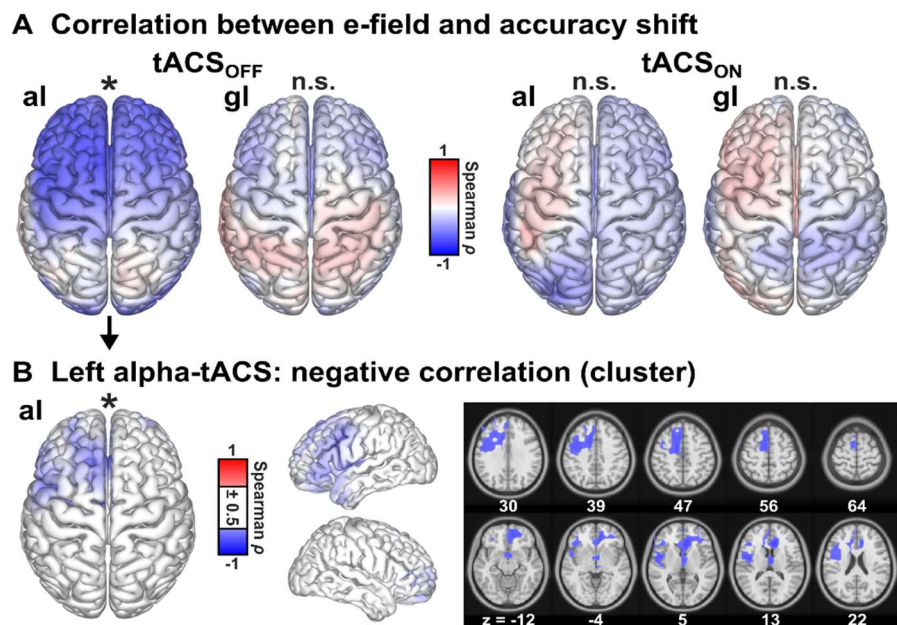 A Correlation between e-field and accuracy shift
tACSOFF
tACSON
al * gl n.s.
al n.s. gl n.s.
1
Spearman ρ
-1
B Left alpha-tACS: negative correlation (cluster)
al *
1
± 0.5
Spearman ρ
-1
30 39 47 56 64
z = -12 -4 5 13 22